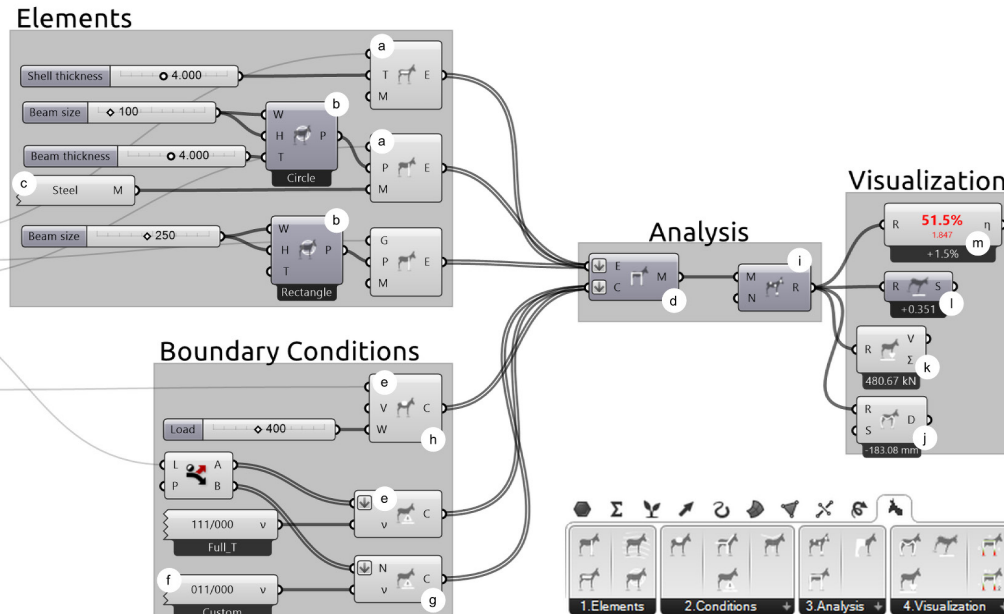 Elements
a
Shell thickness 4.000
T E
M
Beam size 100
b
W
H P
T
Circle
Beam thickness 4.000
a
P E
M
c
Steel M
b
W
H P
T
Rectangle
Beam size 250
G
P E
M
Analysis
E M
C
d
i
M R
N
Visualization
R 51.5% η
1.847
+1.5%
m
R S
+0.351
l
R V
Σ
k
480.67 kN
R D
S
j
-183.08 mm
Boundary Conditions
e
V C
W
h
Load 400
L A
P B
e
C
v
111/000 v
Full_T
N C
v
g
f
011/000 v
Custom
Σ
1.Elements 2.Conditions 3.Analysis 4.Visualization